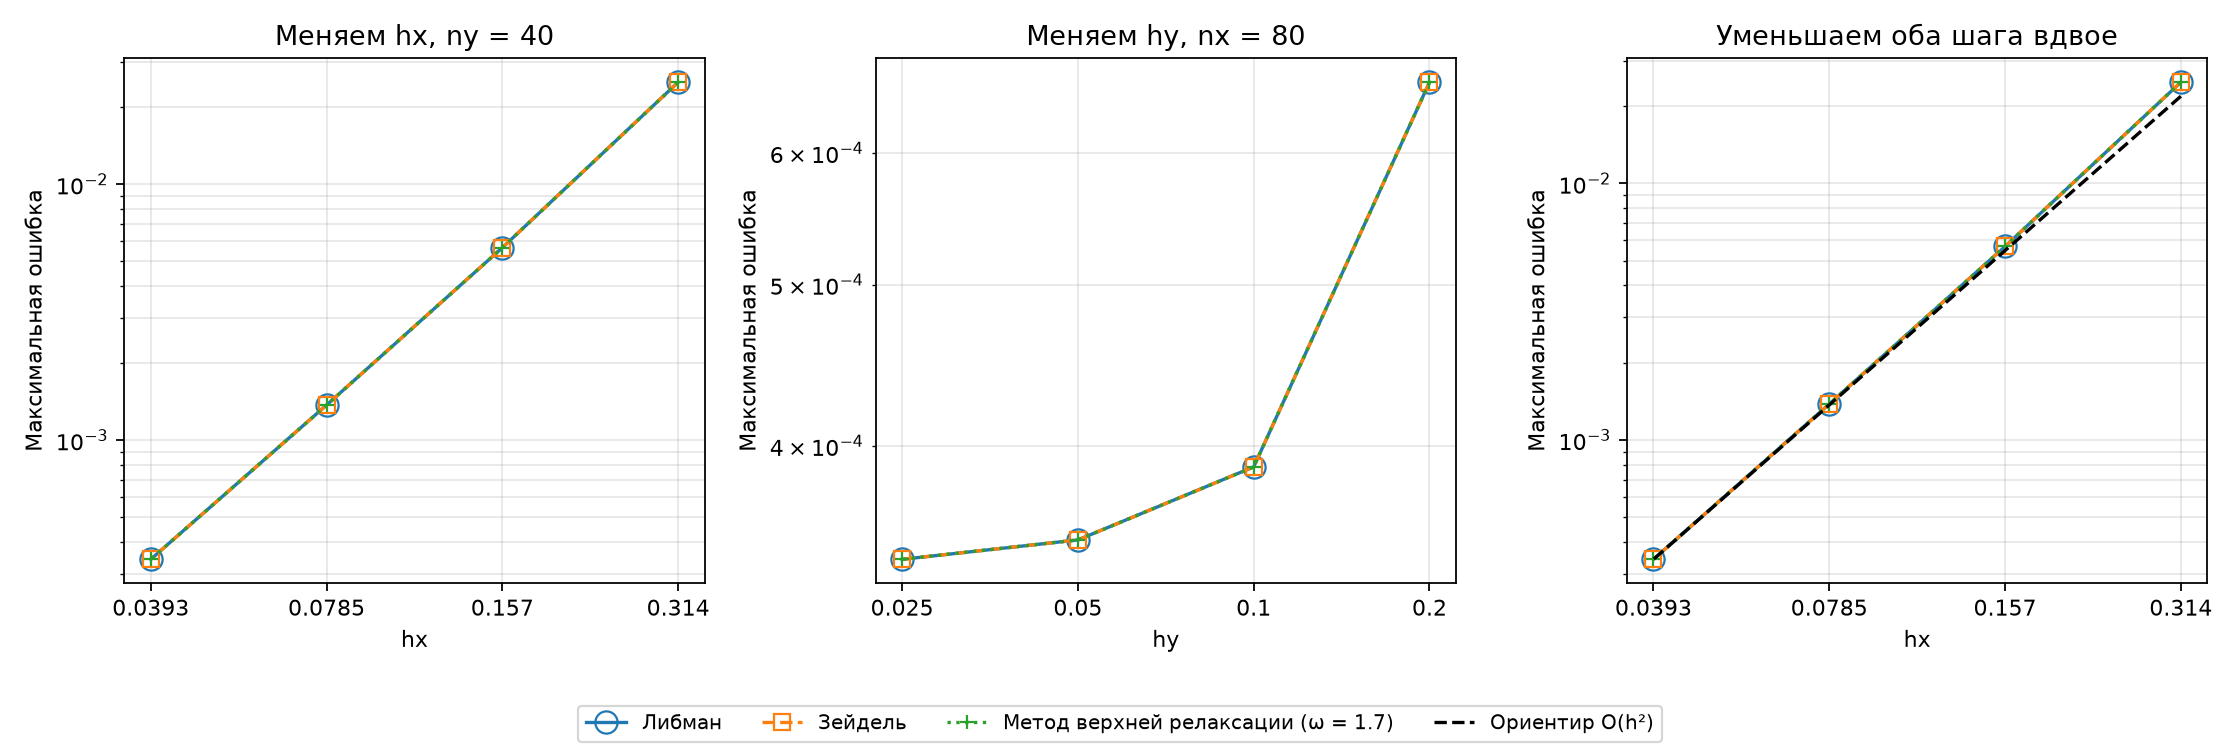 Меняем hx, ny = 40
Максимальная ошибка
10⁻²
10⁻³
0.0393 0.0785 0.157 0.314
hx
Меняем hy, nx = 80
Максимальная ошибка
6 × 10⁻⁴
5 × 10⁻⁴
4 × 10⁻⁴
0.025 0.05 0.1 0.2
hy
Уменьшаем оба шага вдвое
Максимальная ошибка
10⁻²
10⁻³
0.0393 0.0785 0.157 0.314
hx
Либман Зейдель Метод верхней релаксации (ω = 1.7) Ориентир O(h²)